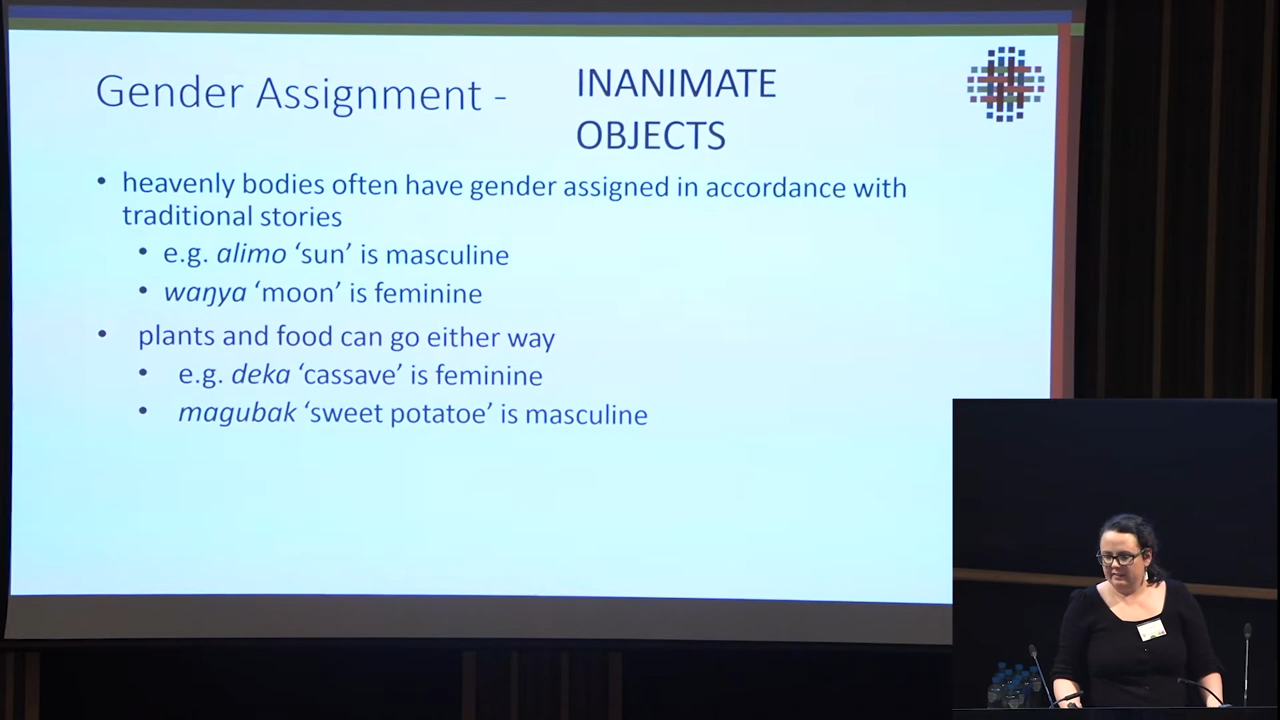 Gender Assignment - INANIMATE
OBJECTS
• heavenly bodies often have gender assigned in accordance with
traditional stories
• e.g. alimo ‘sun’ is masculine
• waŋya ‘moon’ is feminine
• plants and food can go either way
• e.g. deka ‘cassave’ is feminine
• magubak ‘sweet potatoe’ is masculine